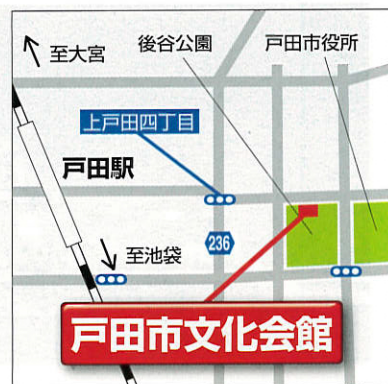 至大宮
後谷公園
戸田市役所
上戸田四丁目
戸田駅
236
至池袋
戸田市文化会館